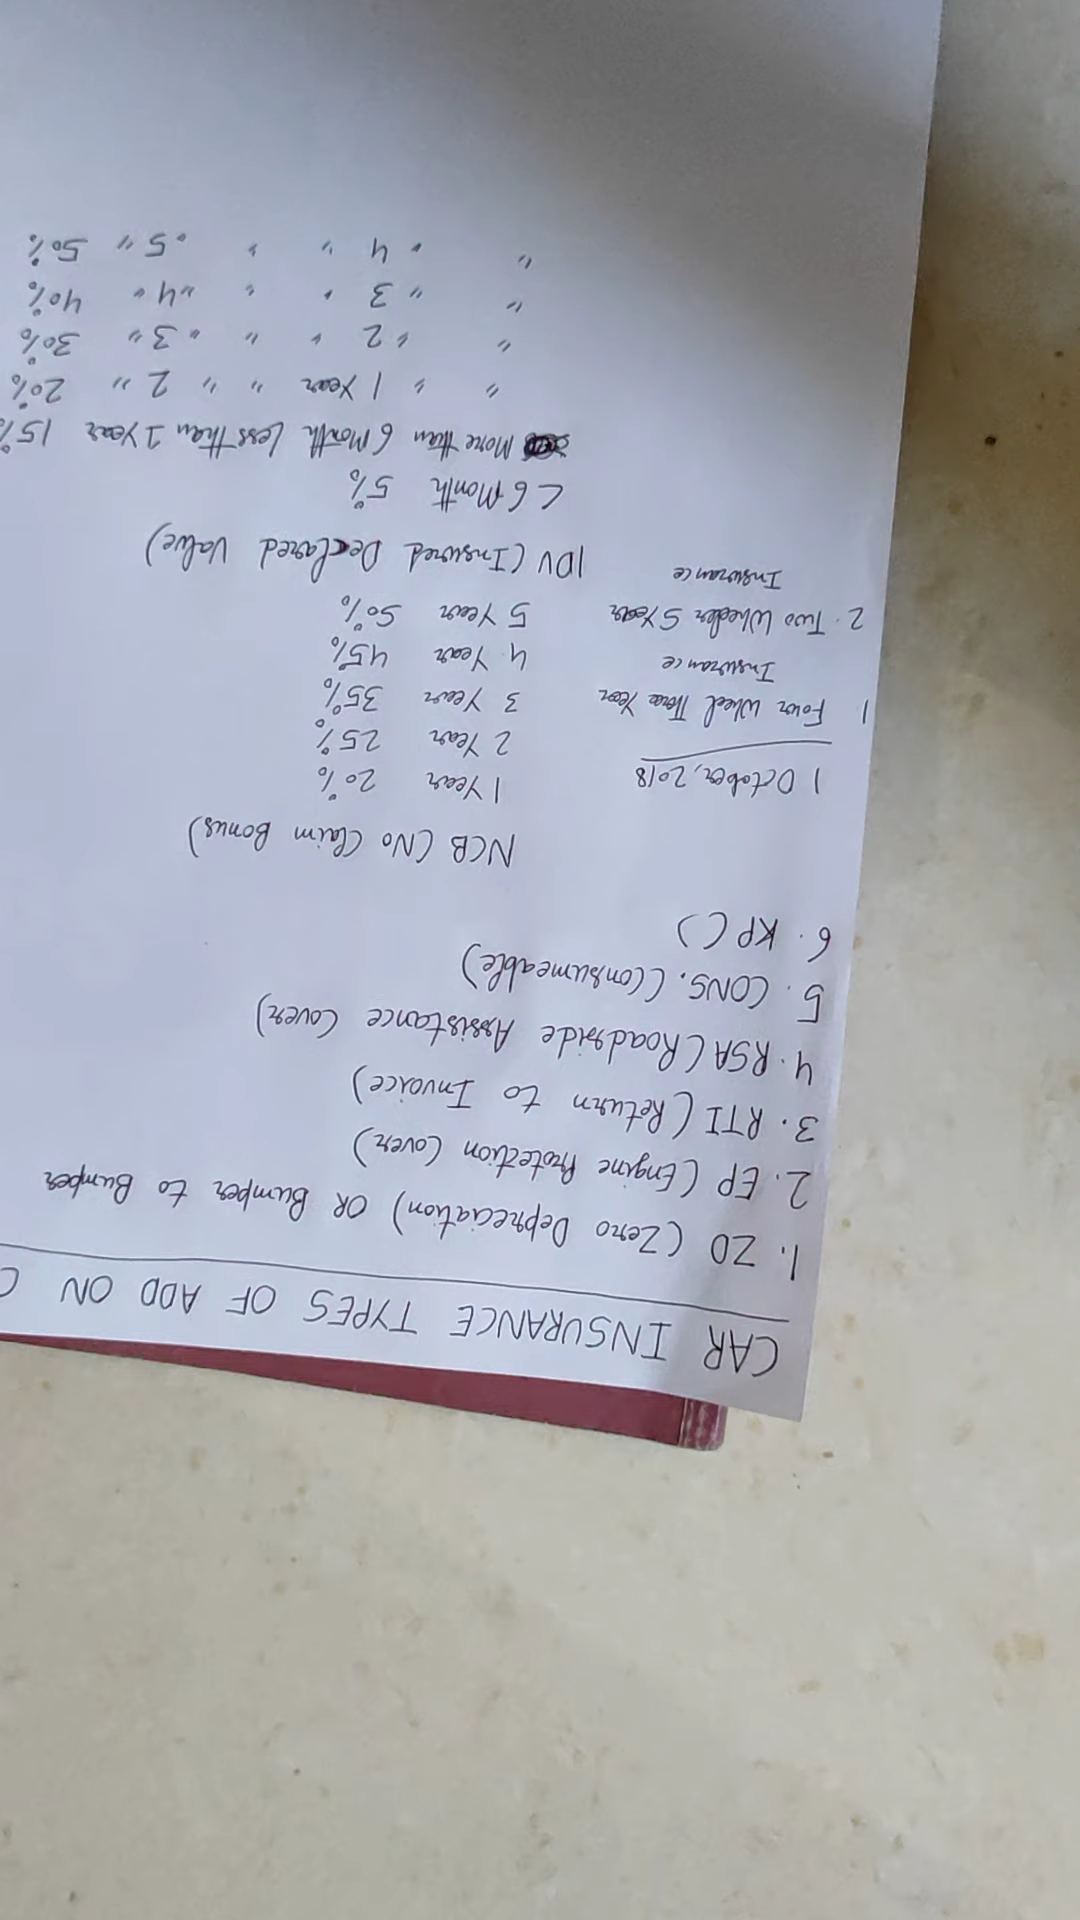 CAR INSURANCE TYPES OF ADD ON C
1. ZD (Zero Depreciation) OR Bumper to Bumper
2. EP (Engine Protection Cover)
3. RTI (Return to Invoice)
4. RSA (Roadside Assistance Cover)
5. CONS. (Consumeable)
6. KP ( )
NCB (No Claim Bonus)
1 Year 20%
2 Year 25%
3 Year 35%
4 Year 45%
5 Year 50%
1 October, 2018
1. Four Wheel Year
Insurance
2. Two Wheeler 5 Year
Insurance
IDV (Insured Declared Value)
< 6 Month 5%
More than 6 Month Less than 1 Year 15%
" " 1 Year " " 2 " 20%
" " 2 " " " 3 " 30%
" " 3 " " " 4 " 40%
" " 4 " " " 5 " 50%